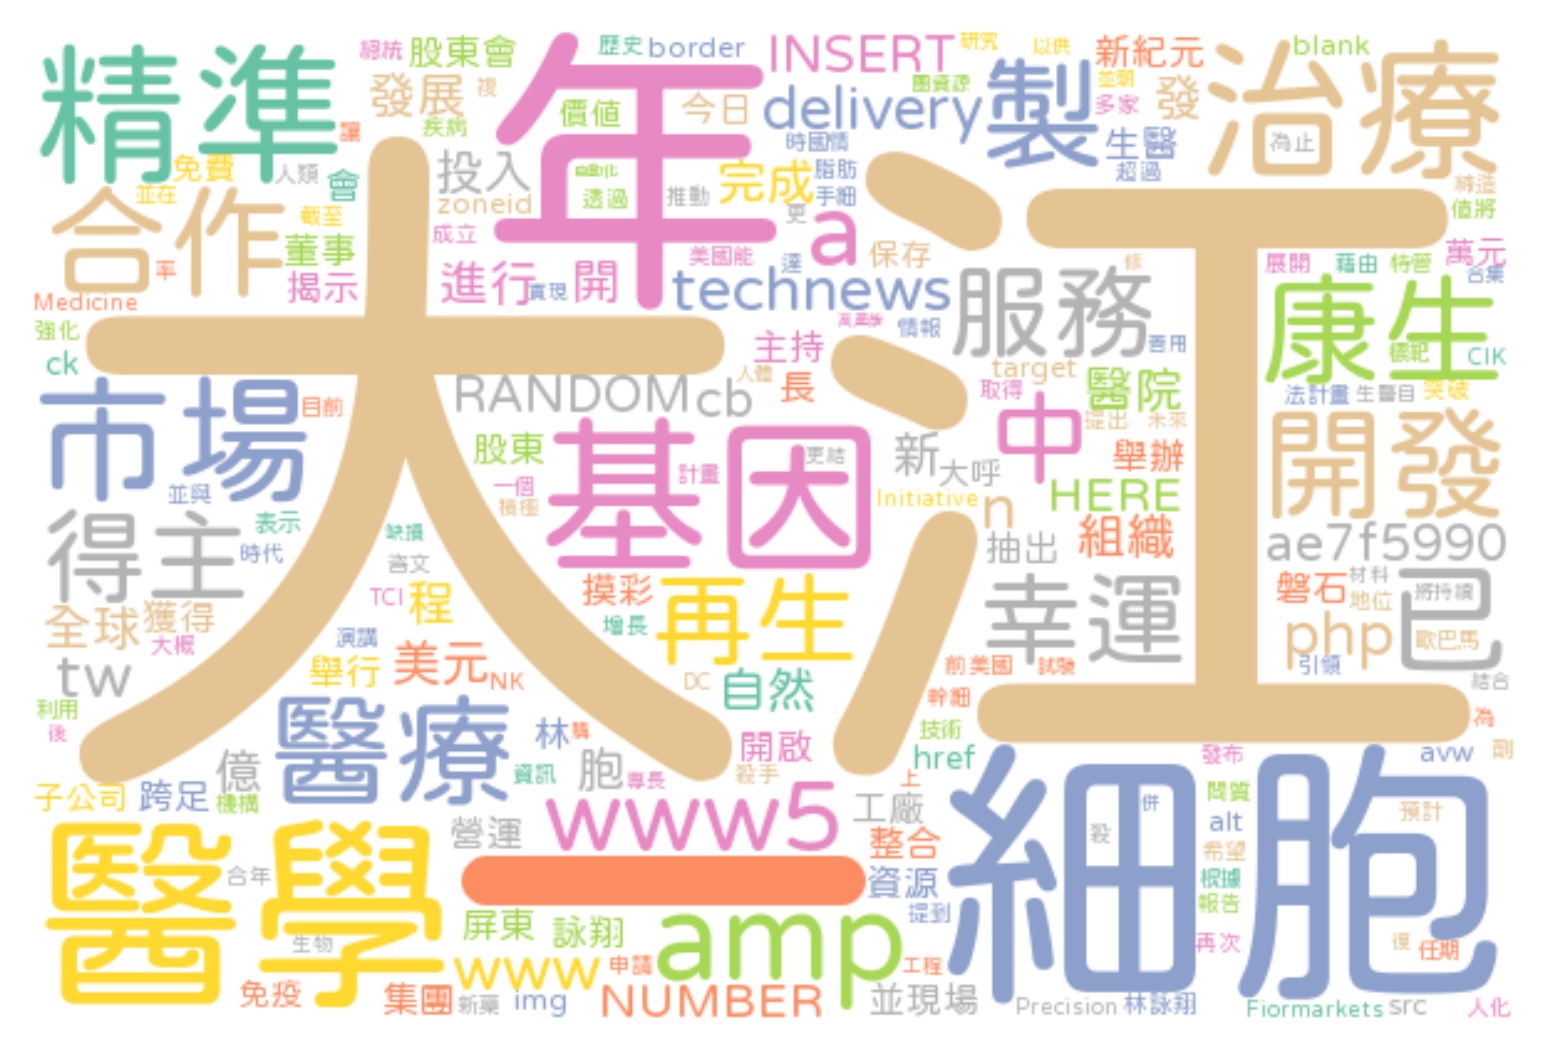 總統
股東會
歷史
border
INSERT
研究
以供
新紀元
blank
精準
發展
複
年
價值
今日
delivery
團資源
製
並朝
多家
發
治療
讓
疾病
時國情
生醫
為止
免費
人類
會
投入
透過
推動
完成
脂肪
手細
超過
並在
合作
截至
zoneid
更
a
締造
值將
董事
成立
美國能
達
保存
率
揭示
進行
實現
開
technews
服務
修
展開
藉由
特管
萬元
合集
Medicine
強化
大江
情報
善用
康生
ck
主持
人體
長
target
取得
醫院
CIK
市場
目前
RANDOM
cb
中
提出
未來
法計畫
生醫目
突破
股東
基因
更結
新
大呼
舉辦
開發
並與
一個
計畫
積極
Initiative
n
HERE
得主
表示
時代
缺損
咨文
抽出
組織
ae7f5990
TCI
程
摸彩
再生
幸運
磐石
材料
地位
已
將持續
全球
獲得
大概
演講
增長
php
歐巴馬
tw
舉行
美元
NK
DC
自然
前美國
試驗
引領
結合
利用
後
醫療
林
開啟
幹細
技術
為
億
資訊
胞
專長
殺手
href
發布
avw
副
子公司
跨足
機構
上
細胞
併
問質
www5
工廠
alt
預計
醫學
營運
整合
殺
希望
合年
一
資源
根據
報告
提到
屏東
詠翔
amp
生物
www
申請
工程
再次
復
任期
免疫
集團
新藥
img
NUMBER
並現場
Precision
林詠翔
Fiormarkets
src
人化